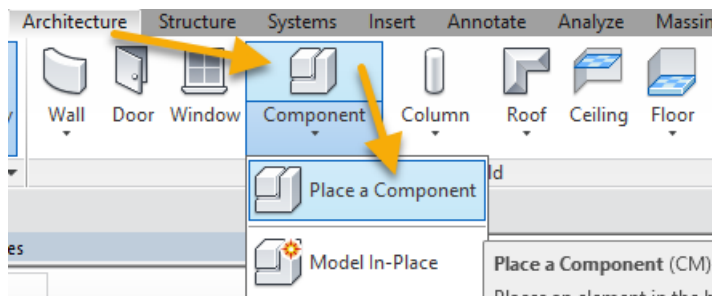 Architecture Structure Systems Insert Annotate Analyze
Wall Door Window Component Column Roof Ceiling Floor
Place a Component
Model In-Place
Place a Component (CM)